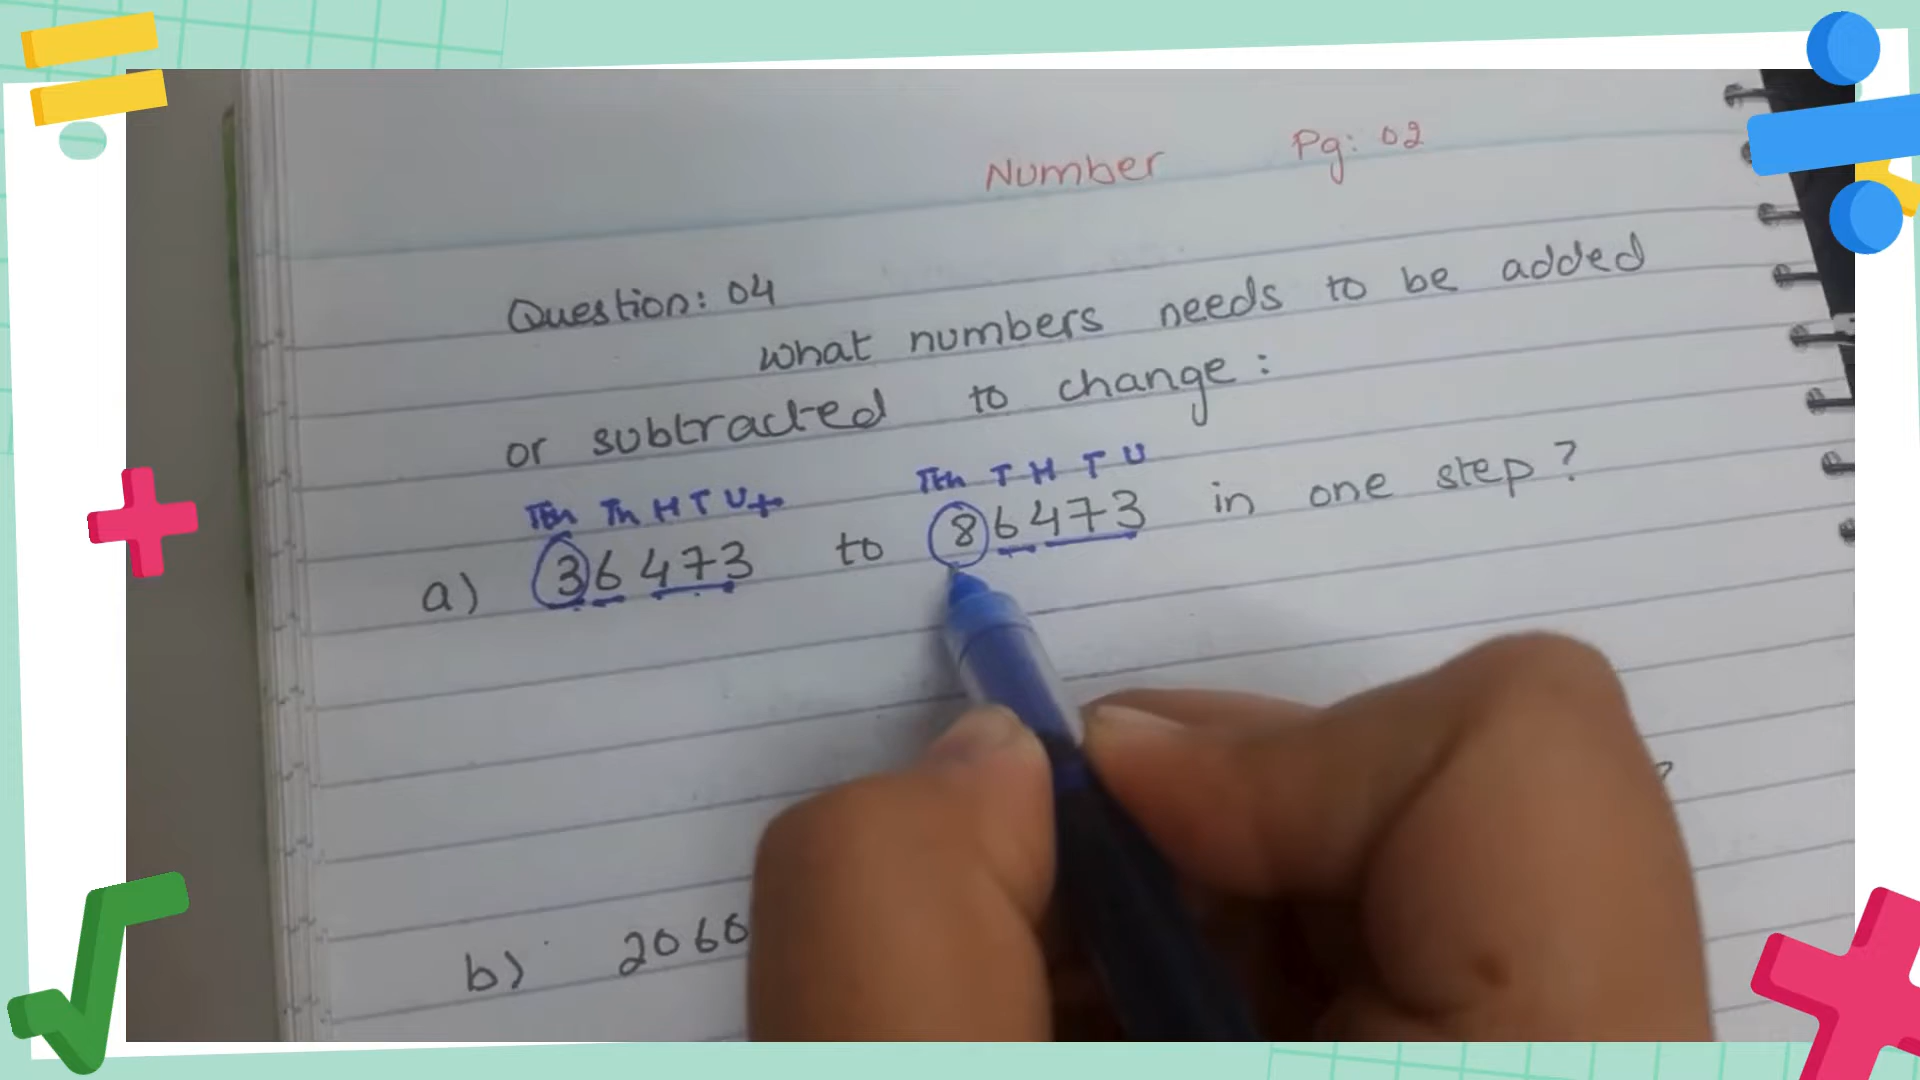 Number Pg: 02
Question: 04
What numbers needs to be added
or subtracted to change:
Tth Th H T U Tth T H T U
a) 36473 to 86473 in one step?
?
b) 2060